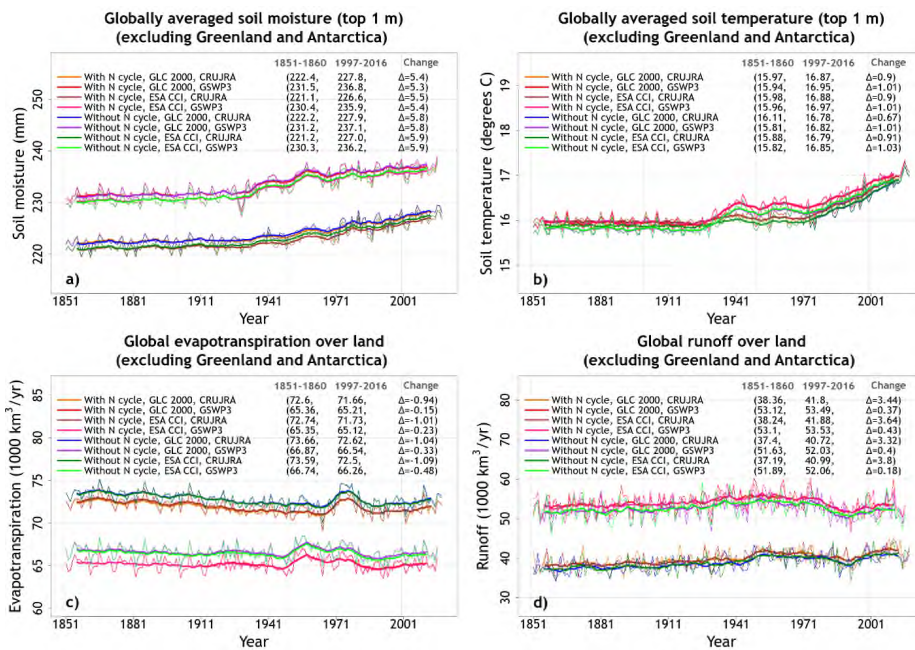 Globally averaged soil moisture (top 1 m)
(excluding Greenland and Antarctica)
1851-1860 1997-2016 Change
With N cycle, GLC 2000, CRUJRA (222.4, 227.8, Δ=5.4)
With N cycle, GLC 2000, GSWP3 (231.5, 236.8, Δ=5.3)
With N cycle, ESA CCI, CRUJRA (221.1, 226.6, Δ=5.5)
With N cycle, ESA CCI, GSWP3 (230.4, 235.9, Δ=5.4)
Without N cycle, GLC 2000, CRUJRA (222.2, 227.9, Δ=5.8)
Without N cycle, GLC 2000, GSWP3 (231.2, 237.1, Δ=5.8)
Without N cycle, ESA CCI, CRUJRA (221.2, 227.0, Δ=5.9)
Without N cycle, ESA CCI, GSWP3 (230.3, 236.2, Δ=5.9)
Soil moisture (mm)
250
240
230
220
a)
1851 1881 1911 1941 1971 2001
Year
Globally averaged soil temperature (top 1 m)
(excluding Greenland and Antarctica)
1851-1860 1997-2016 Change
With N cycle, GLC 2000, CRUJRA (15.97, 16.87, Δ=0.9)
With N cycle, GLC 2000, GSWP3 (15.94, 16.95, Δ=1.01)
With N cycle, ESA CCI, CRUJRA (15.98, 16.88, Δ=0.9)
With N cycle, ESA CCI, GSWP3 (15.96, 16.97, Δ=1.01)
Without N cycle, GLC 2000, CRUJRA (16.11, 16.78, Δ=0.67)
Without N cycle, GLC 2000, GSWP3 (15.81, 16.82, Δ=1.01)
Without N cycle, ESA CCI, CRUJRA (15.88, 16.79, Δ=0.91)
Without N cycle, ESA CCI, GSWP3 (15.82, 16.85, Δ=1.03)
Soil temperature (degrees C)
19
18
17
16
15
b)
1851 1881 1911 1941 1971 2001
Year
Global evapotranspiration over land
(excluding Greenland and Antarctica)
1851-1860 1997-2016 Change
With N cycle, GLC 2000, CRUJRA (72.6, 71.66, Δ=-0.94)
With N cycle, GLC 2000, GSWP3 (65.36, 65.21, Δ=-0.15)
With N cycle, ESA CCI, CRUJRA (72.74, 71.73, Δ=-1.01)
With N cycle, ESA CCI, GSWP3 (65.35, 65.12, Δ=-0.23)
Without N cycle, GLC 2000, CRUJRA (73.66, 72.62, Δ=-1.04)
Without N cycle, GLC 2000, GSWP3 (66.87, 66.54, Δ=-0.33)
Without N cycle, ESA CCI, CRUJRA (73.59, 72.5, Δ=-1.09)
Without N cycle, ESA CCI, GSWP3 (66.74, 66.26, Δ=-0.48)
Evapotranspiration (1000 km³/yr)
85
80
75
70
65
60
c)
1851 1881 1911 1941 1971 2001
Year
Global runoff over land
(excluding Greenland and Antarctica)
1851-1860 1997-2016 Change
With N cycle, GLC 2000, CRUJRA (38.36, 41.8, Δ=3.44)
With N cycle, GLC 2000, GSWP3 (53.12, 53.49, Δ=0.37)
With N cycle, ESA CCI, CRUJRA (38.24, 41.88, Δ=3.64)
With N cycle, ESA CCI, GSWP3 (53.1, 53.53, Δ=0.43)
Without N cycle, GLC 2000, CRUJRA (37.4, 40.72, Δ=3.32)
Without N cycle, GLC 2000, GSWP3 (51.63, 52.03, Δ=0.4)
Without N cycle, ESA CCI, CRUJRA (37.19, 40.99, Δ=3.8)
Without N cycle, ESA CCI, GSWP3 (51.89, 52.06, Δ=0.18)
Runoff (1000 km³/yr)
80
70
60
50
40
30
d)
1851 1881 1911 1941 1971 2001
Year